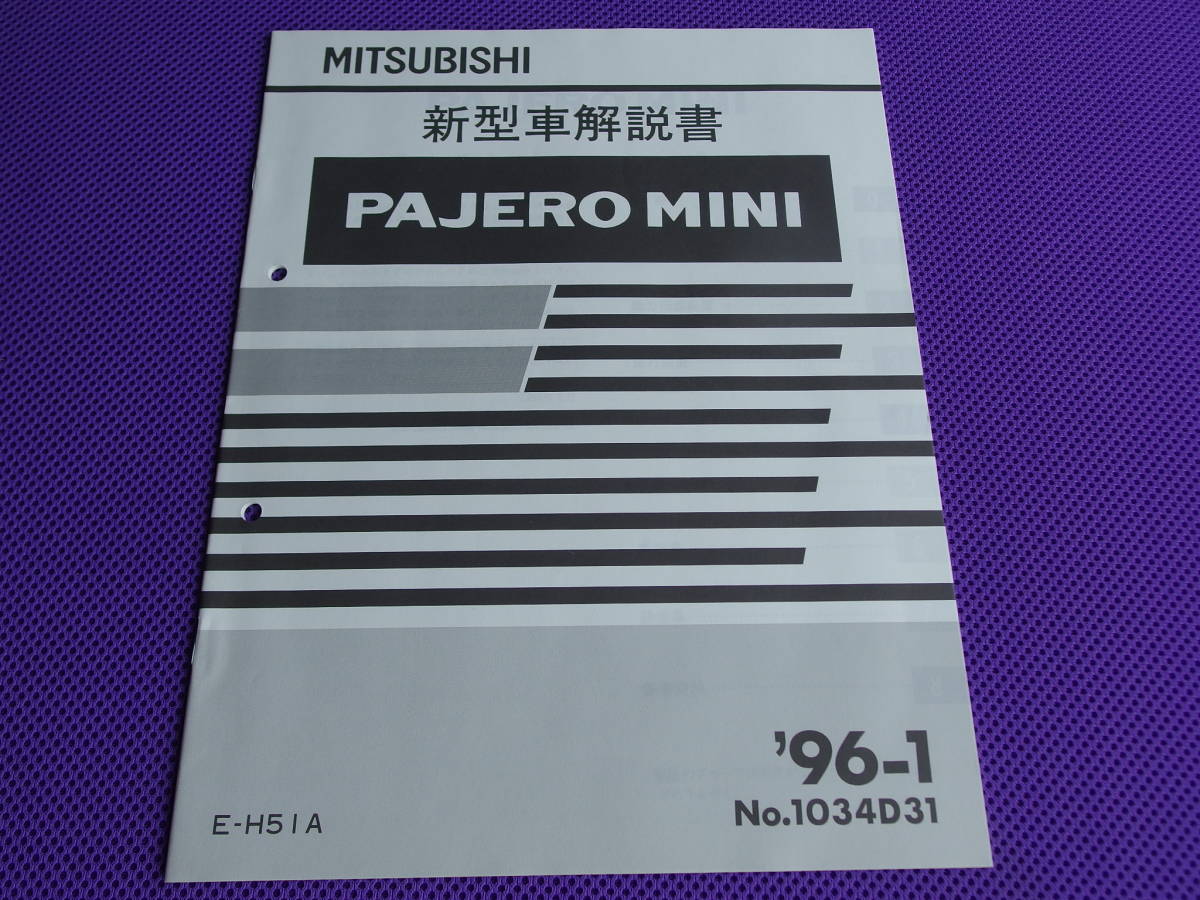 MITSUBISHI
新型車解説書
PAJERO MINI
'96-1
No.1034D31
E-H51A